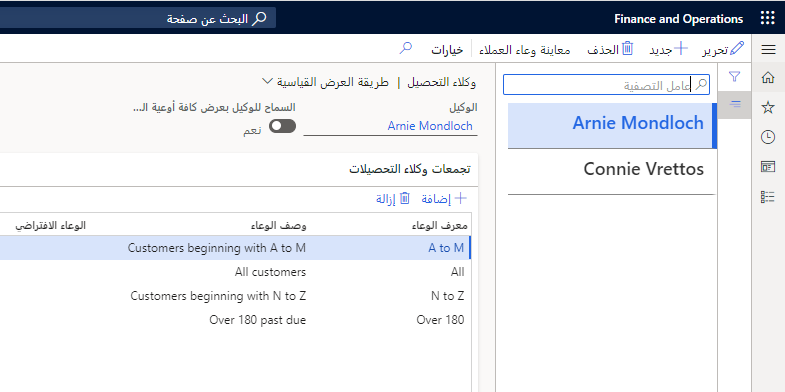 Finance and Operations
البحث عن صفحة
تحرير
جديد
الحذف
معاينة وعاء العملاء
خيارات
عامل التصفية
Arnie Mondloch
Connie Vrettos
وكلاء التحصيل | طريقة العرض القياسية
الوكيل
السماح للوكيل بعرض كافة أوعية ال...
Arnie Mondloch
نعم
تجمعات وكلاء التحصيلات
إضافة
إزالة
معرف الوعاء وصف الوعاء الوعاء الافتراضي
A to M Customers beginning with A to M
All All customers
N to Z Customers beginning with N to Z
Over 180 Over 180 past due